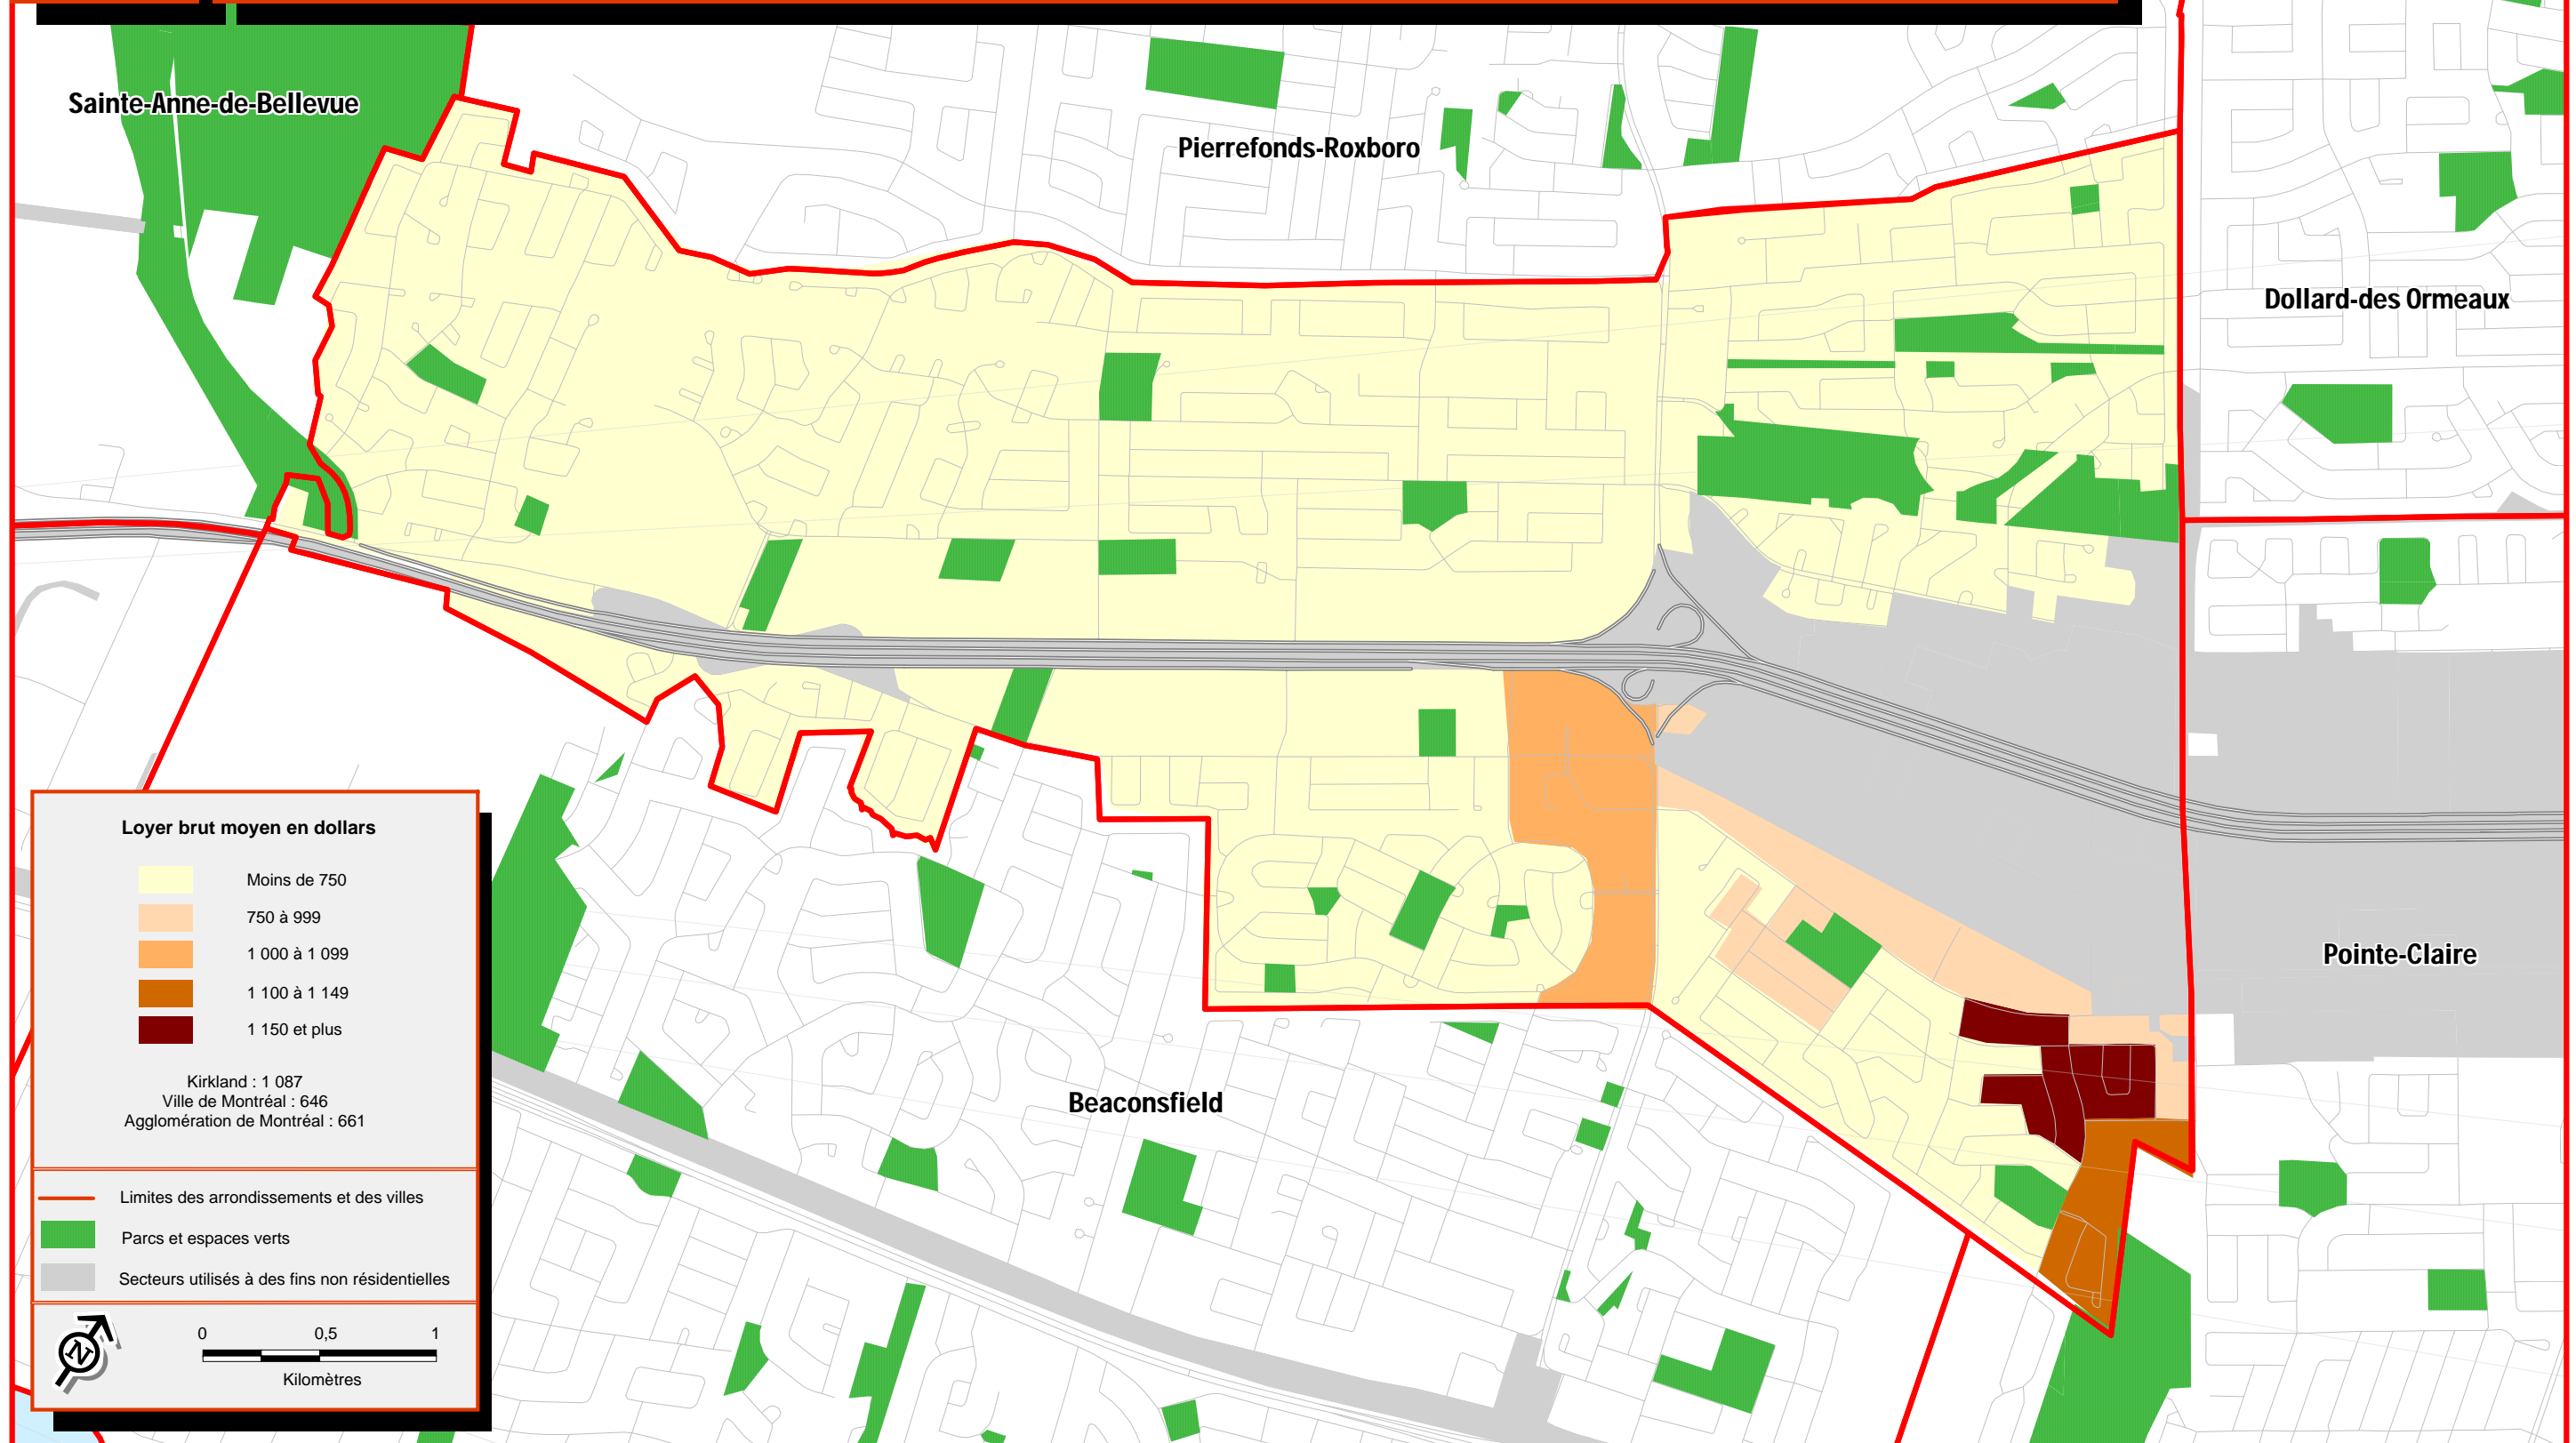 Sainte-Anne-de-Bellevue
Pierrefonds-Roxboro
Dollard-des Ormeaux
Pointe-Claire
Beaconsfield
Loyer brut moyen en dollars
Moins de 750
750 à 999
1 000 à 1 099
1 100 à 1 149
1 150 et plus
Kirkland : 1 087
Ville de Montréal : 646
Agglomération de Montréal : 661
Limites des arrondissements et des villes
Parcs et espaces verts
Secteurs utilisés à des fins non résidentielles
N
0 0,5 1
Kilomètres